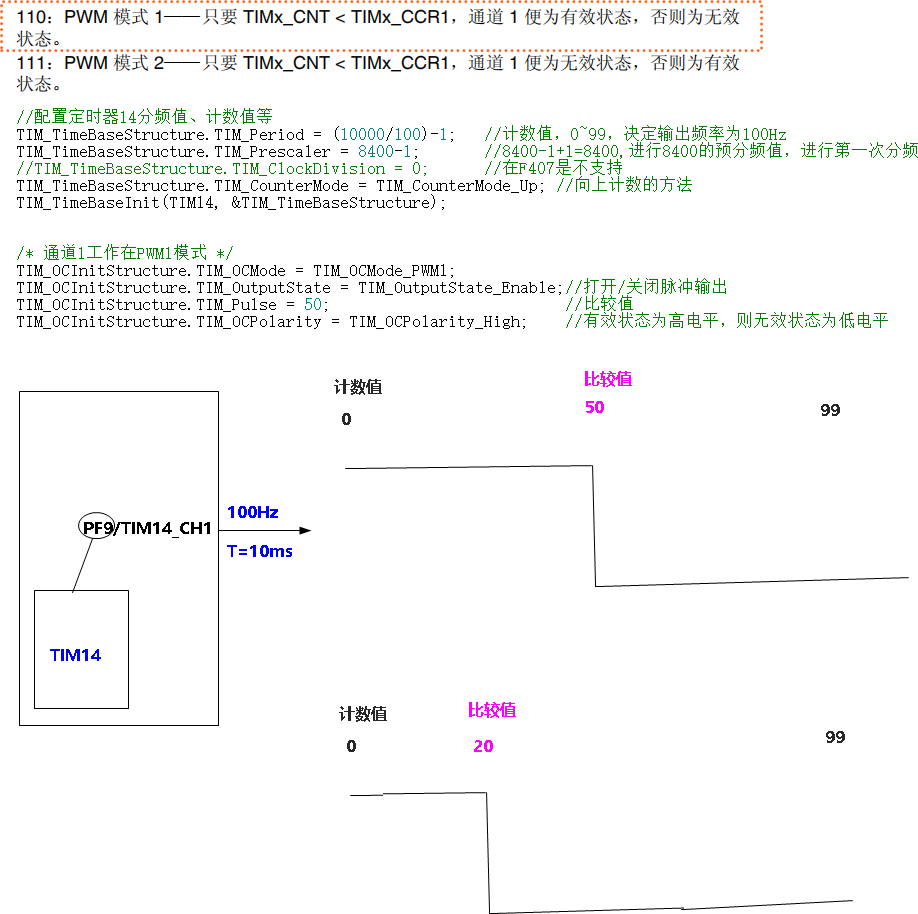 110：PWM 模式 1——只要 TIMx_CNT < TIMx_CCR1，通道 1 便为有效状态，否则为无效
状态。
111：PWM 模式 2——只要 TIMx_CNT < TIMx_CCR1，通道 1 便为无效状态，否则为有效
状态。
//配置定时器14分频值、计数值等
TIM_TimeBaseStructure.TIM_Period = (10000/100)-1; //计数值，0~99，决定输出频率为100Hz
TIM_TimeBaseStructure.TIM_Prescaler = 8400-1; //8400-1+1=8400,进行8400的预分频值，进行第一次分频
//TIM_TimeBaseStructure.TIM_ClockDivision = 0; //在F407是不支持
TIM_TimeBaseStructure.TIM_CounterMode = TIM_CounterMode_Up; //向上计数的方法
TIM_TimeBaseInit(TIM14, &TIM_TimeBaseStructure);
/* 通道1工作在PWM1模式 */
TIM_OCInitStructure.TIM_OCMode = TIM_OCMode_PWM1;
TIM_OCInitStructure.TIM_OutputState = TIM_OutputState_Enable;//打开/关闭脉冲输出
TIM_OCInitStructure.TIM_Pulse = 50; //比较值
TIM_OCInitStructure.TIM_OCPolarity = TIM_OCPolarity_High; //有效状态为高电平，则无效状态为低电平
计数值 比较值
0 50 99
100Hz
PF9/TIM14_CH1
T=10ms
TIM14
计数值 比较值
0 20 99